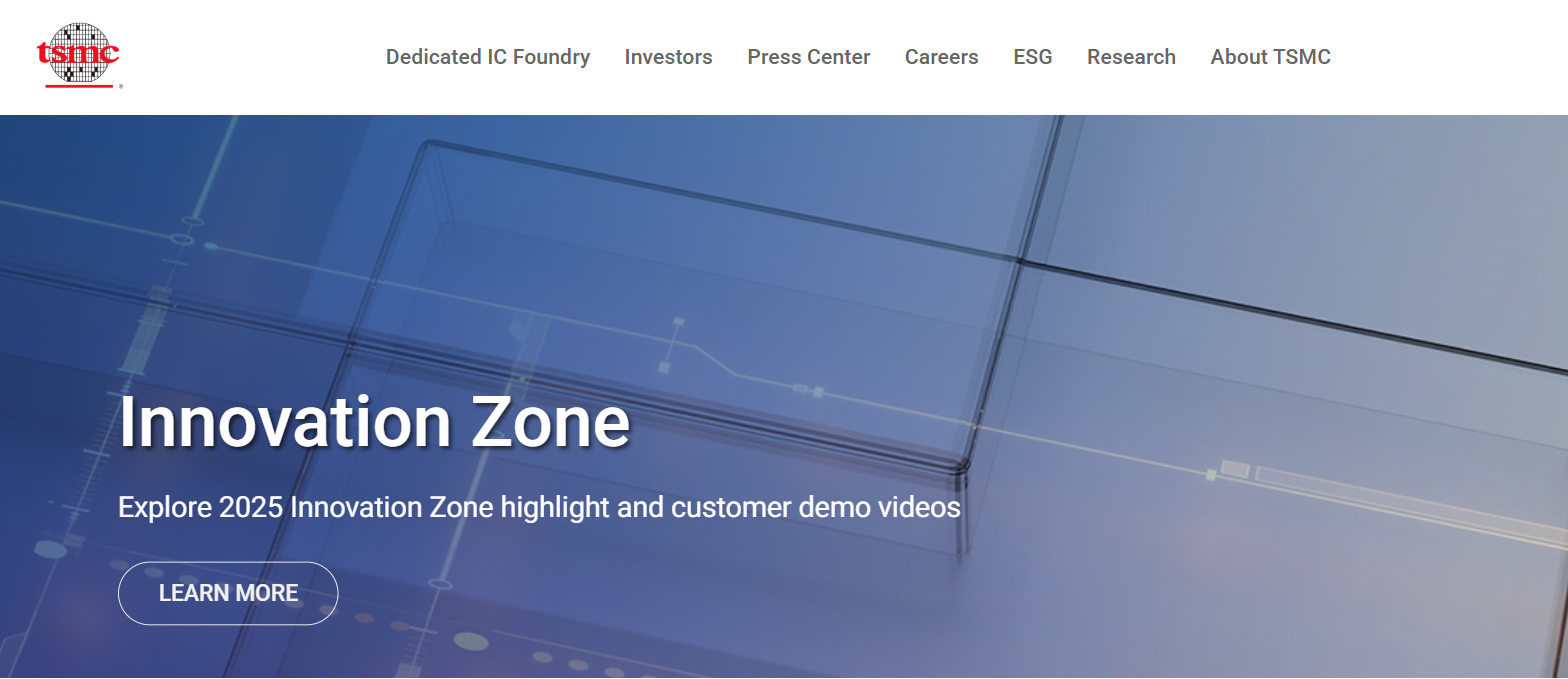 tsmc
Dedicated IC Foundry Investors Press Center Careers ESG Research About TSMC
Innovation Zone
Explore 2025 Innovation Zone highlight and customer demo videos
LEARN MORE